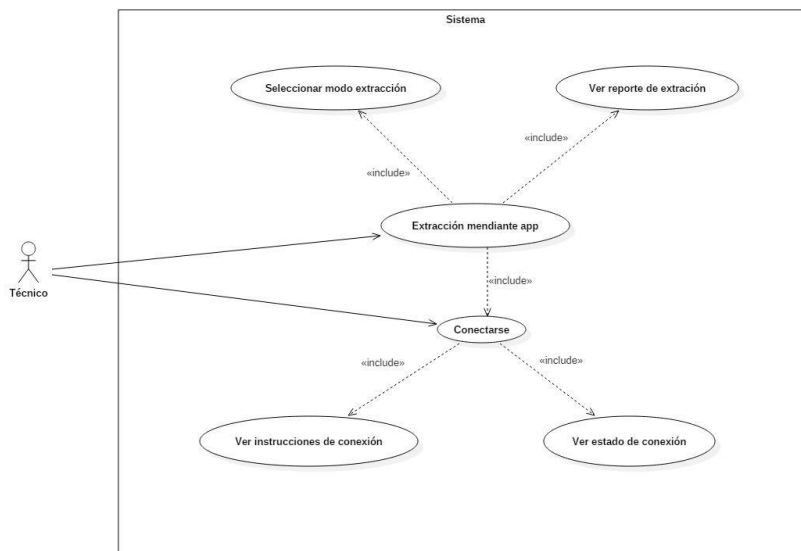 Sistema
Seleccionar modo extracción
Ver reporte de extración
«include»
«include»
Extracción mendiante app
Técnico
«include»
Conectarse
«include»
«include»
Ver instrucciones de conexión
Ver estado de conexión